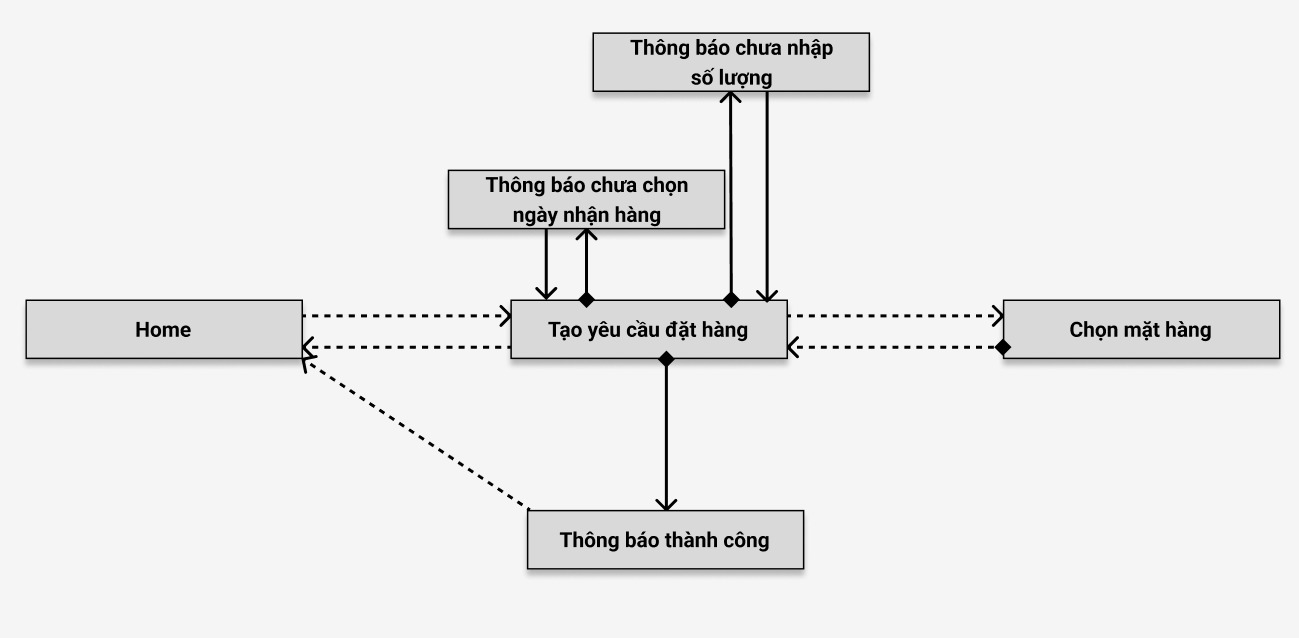 Thông báo chưa nhập
số lượng
Thông báo chưa chọn
ngày nhận hàng
Home
Tạo yêu cầu đặt hàng
Chọn mặt hàng
Thông báo thành công